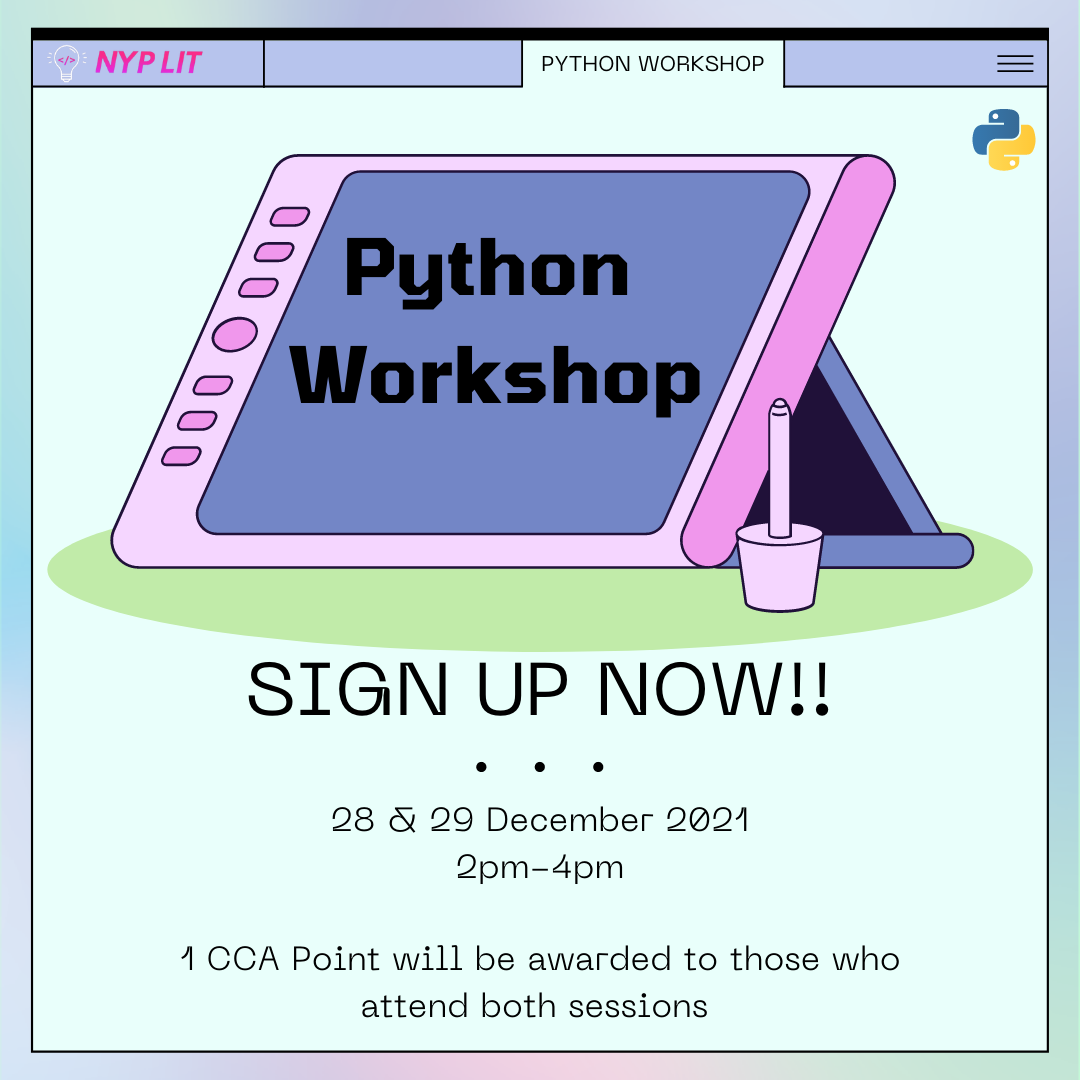 </> NYP LIT
PYTHON WORKSHOP
Python
Workshop
SIGN UP NOW!!
• • •
28 & 29 December 2021
2pm-4pm
1 CCA Point will be awarded to those who
attend both sessions